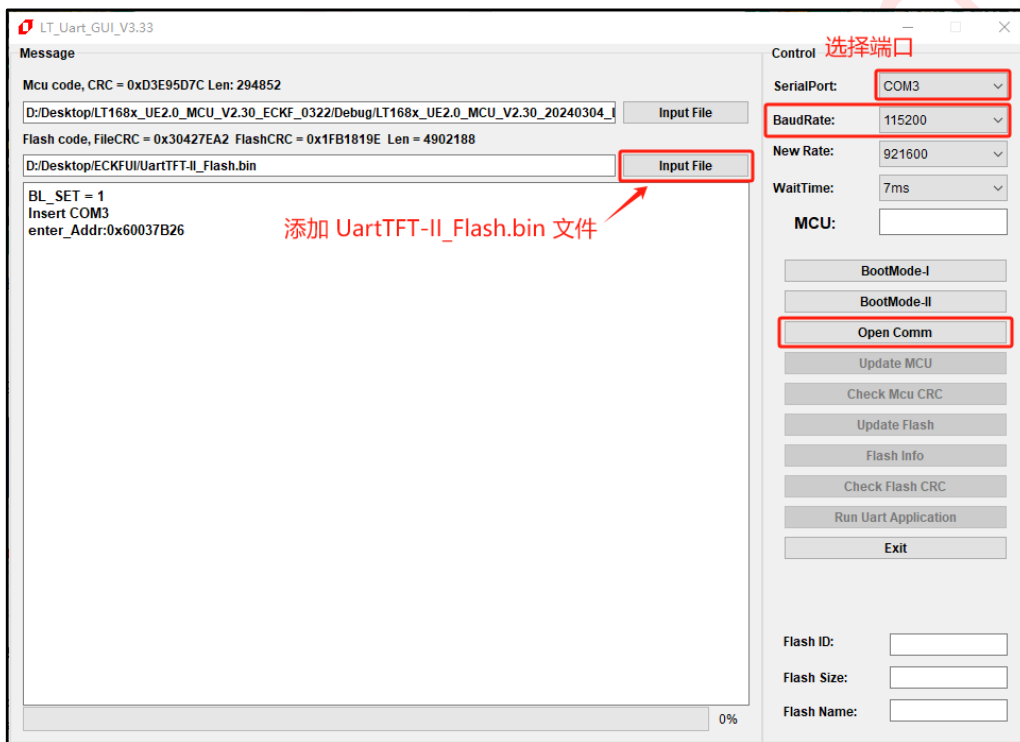 LT_Uart_GUI_V3.33
Message
Mcu code, CRC = 0xD3E95D7C Len: 294852
D:/Desktop/LT168x_UE2.0_MCU_V2.30_ECKF_0322/Debug/LT168x_UE2.0_MCU_V2.30_20240304_
Input File
Flash code, FileCRC = 0x30427EA2 FlashCRC = 0x1FB1819E Len = 4902188
D:/Desktop/ECKFUI/UartTFT-II_Flash.bin
Input File
BL_SET = 1
Insert COM3
enter_Addr:0x60037B26
添加 UartTFT-II_Flash.bin 文件
0%
Control 选择端口
SerialPort: COM3
BaudRate: 115200
New Rate: 921600
WaitTime: 7ms
MCU:
BootMode-I
BootMode-II
Open Comm
Update MCU
Check Mcu CRC
Update Flash
Flash Info
Check Flash CRC
Run Uart Application
Exit
Flash ID:
Flash Size:
Flash Name: